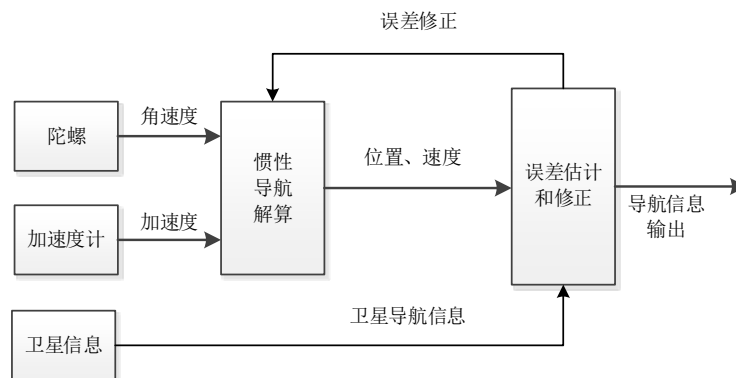 误差修正
陀螺
角速度
惯性
导航
解算
位置、速度
误差估计
和修正
导航信息
输出
加速度计
加速度
卫星导航信息
卫星信息